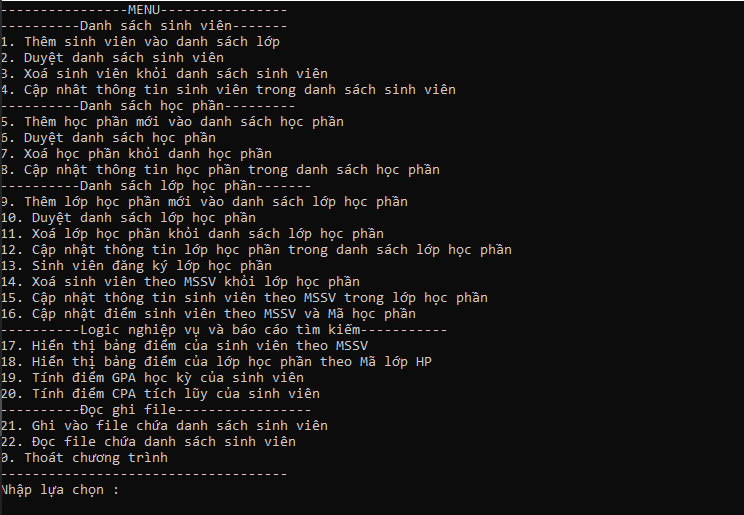 ----------------MENU----------------
----------Danh sách sinh viên-------
1. Thêm sinh viên vào danh sách lớp
2. Duyệt danh sách sinh viên
3. Xoá sinh viên khỏi danh sách sinh viên
4. Cập nhât thông tin sinh viên trong danh sách sinh viên
----------Danh sách học phần---------
5. Thêm học phần mới vào danh sách học phần
6. Duyệt danh sách học phần
7. Xoá học phần khỏi danh học phần
8. Cập nhật thông tin học phần trong danh sách học phần
----------Danh sách lớp học phần-------
9. Thêm lớp học phần mới vào danh sách lớp học phần
10. Duyệt danh sách lớp học phần
11. Xoá lớp học phần khỏi danh sách lớp học phần
12. Cập nhật thông tin lớp học phần trong danh sách lớp học phần
13. Sinh viên đăng ký lớp học phần
14. Xoá sinh viên theo MSSV khỏi lớp học phần
15. Cập nhật thông tin sinh viên theo MSSV trong lớp học phần
16. Cập nhật điểm sinh viên theo MSSV và Mã học phần
----------Logic nghiệp vụ và báo cáo tìm kiếm-----------
17. Hiển thị bảng điểm của sinh viên theo MSSV
18. Hiển thị bảng điểm của lớp học phần theo Mã lớp HP
19. Tính điểm GPA học kỳ của sinh viên
20. Tính điểm CPA tích lũy của sinh viên
----------Đọc ghi file-----------------
21. Ghi vào file chứa danh sách sinh viên
22. Đọc file chứa danh sách sinh viên
0. Thoát chương trình
------------------------------------
Nhập lựa chọn :